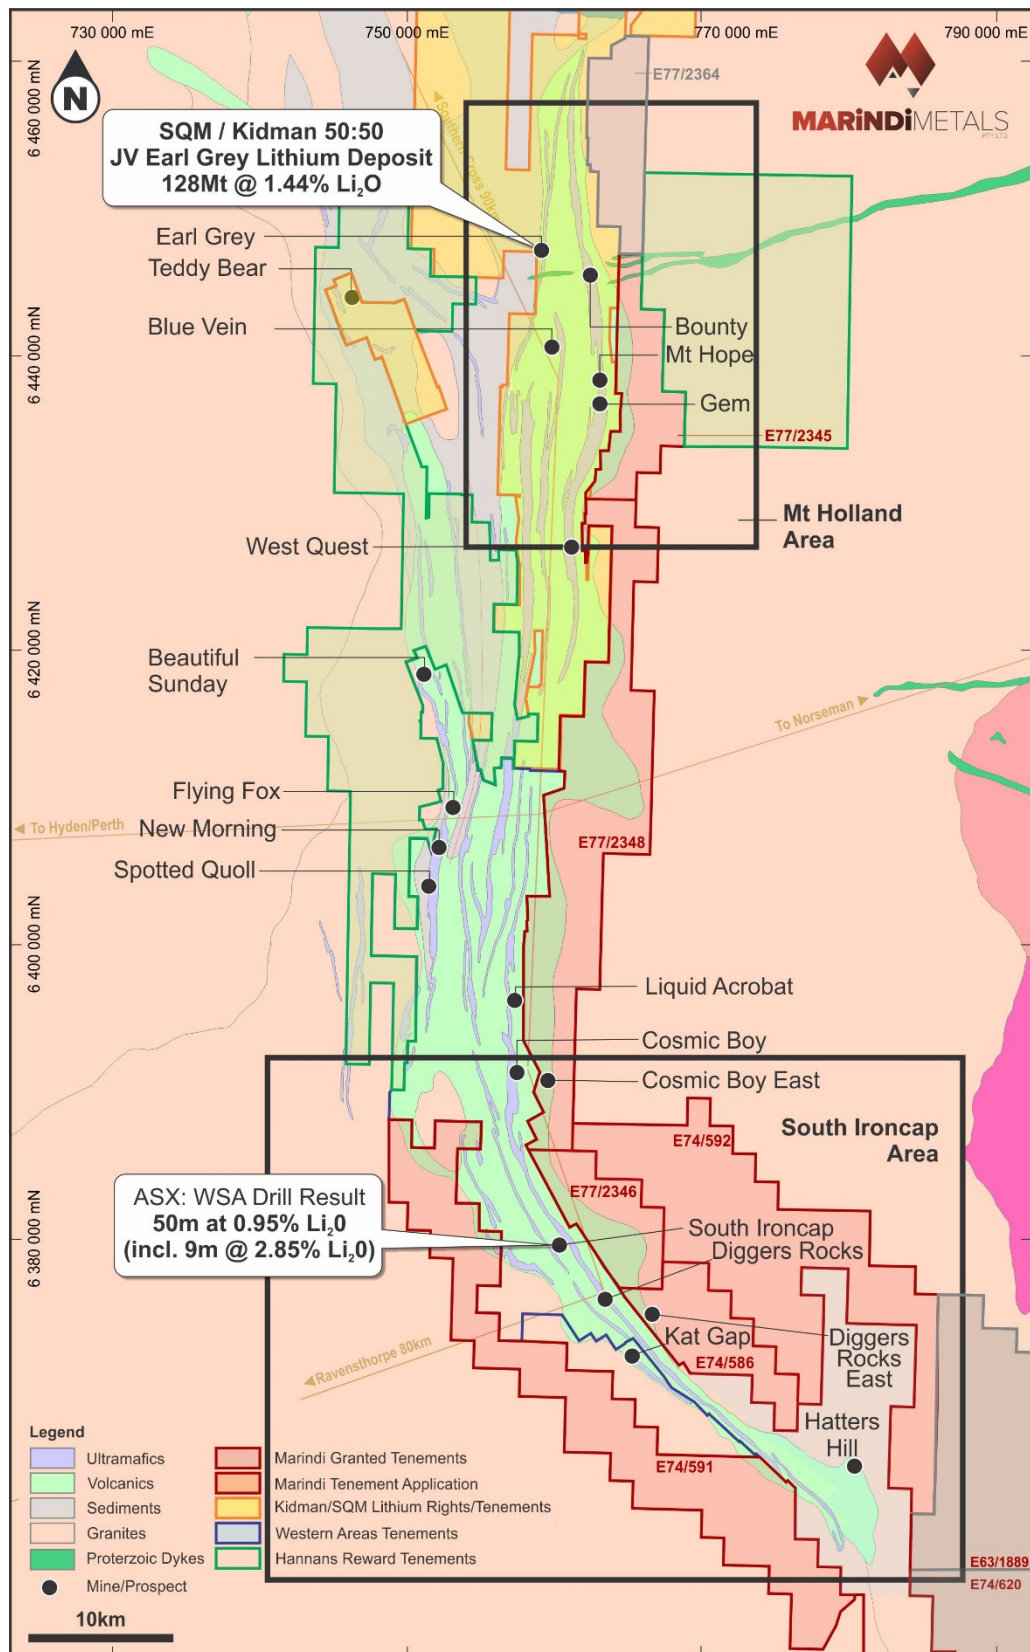 730 000 mE
750 000 mE
770 000 mE
790 000 mE
6 460 000 mN
6 440 000 mN
6 420 000 mN
6 400 000 mN
6 380 000 mN
N
MARiNDiMETALS
PTY LTD
E77/2364
Southern Cross 90km
SQM / Kidman 50:50
JV Earl Grey Lithium Deposit
128Mt @ 1.44% Li₂O
Earl Grey
Teddy Bear
Blue Vein
Bounty
Mt Hope
Gem
E77/2345
Mt Holland
Area
West Quest
Beautiful
Sunday
To Norseman
Flying Fox
To Hyden/Perth
New Morning
E77/2348
Spotted Quoll
Liquid Acrobat
Cosmic Boy
Cosmic Boy East
South Ironcap
Area
E74/592
E77/2346
ASX: WSA Drill Result
50m at 0.95% Li₂0
(incl. 9m @ 2.85% Li₂0)
South Ironcap
Diggers Rocks
Kat Gap
Diggers
Rocks
East
E74/586
Ravensthorpe 80km
Hatters
Hill
E74/591
E63/1889
E74/620
Legend
Ultramafics
Volcanics
Sediments
Granites
Proterzoic Dykes
Mine/Prospect
Marindi Granted Tenements
Marindi Tenement Application
Kidman/SQM Lithium Rights/Tenements
Western Areas Tenements
Hannans Reward Tenements
10km